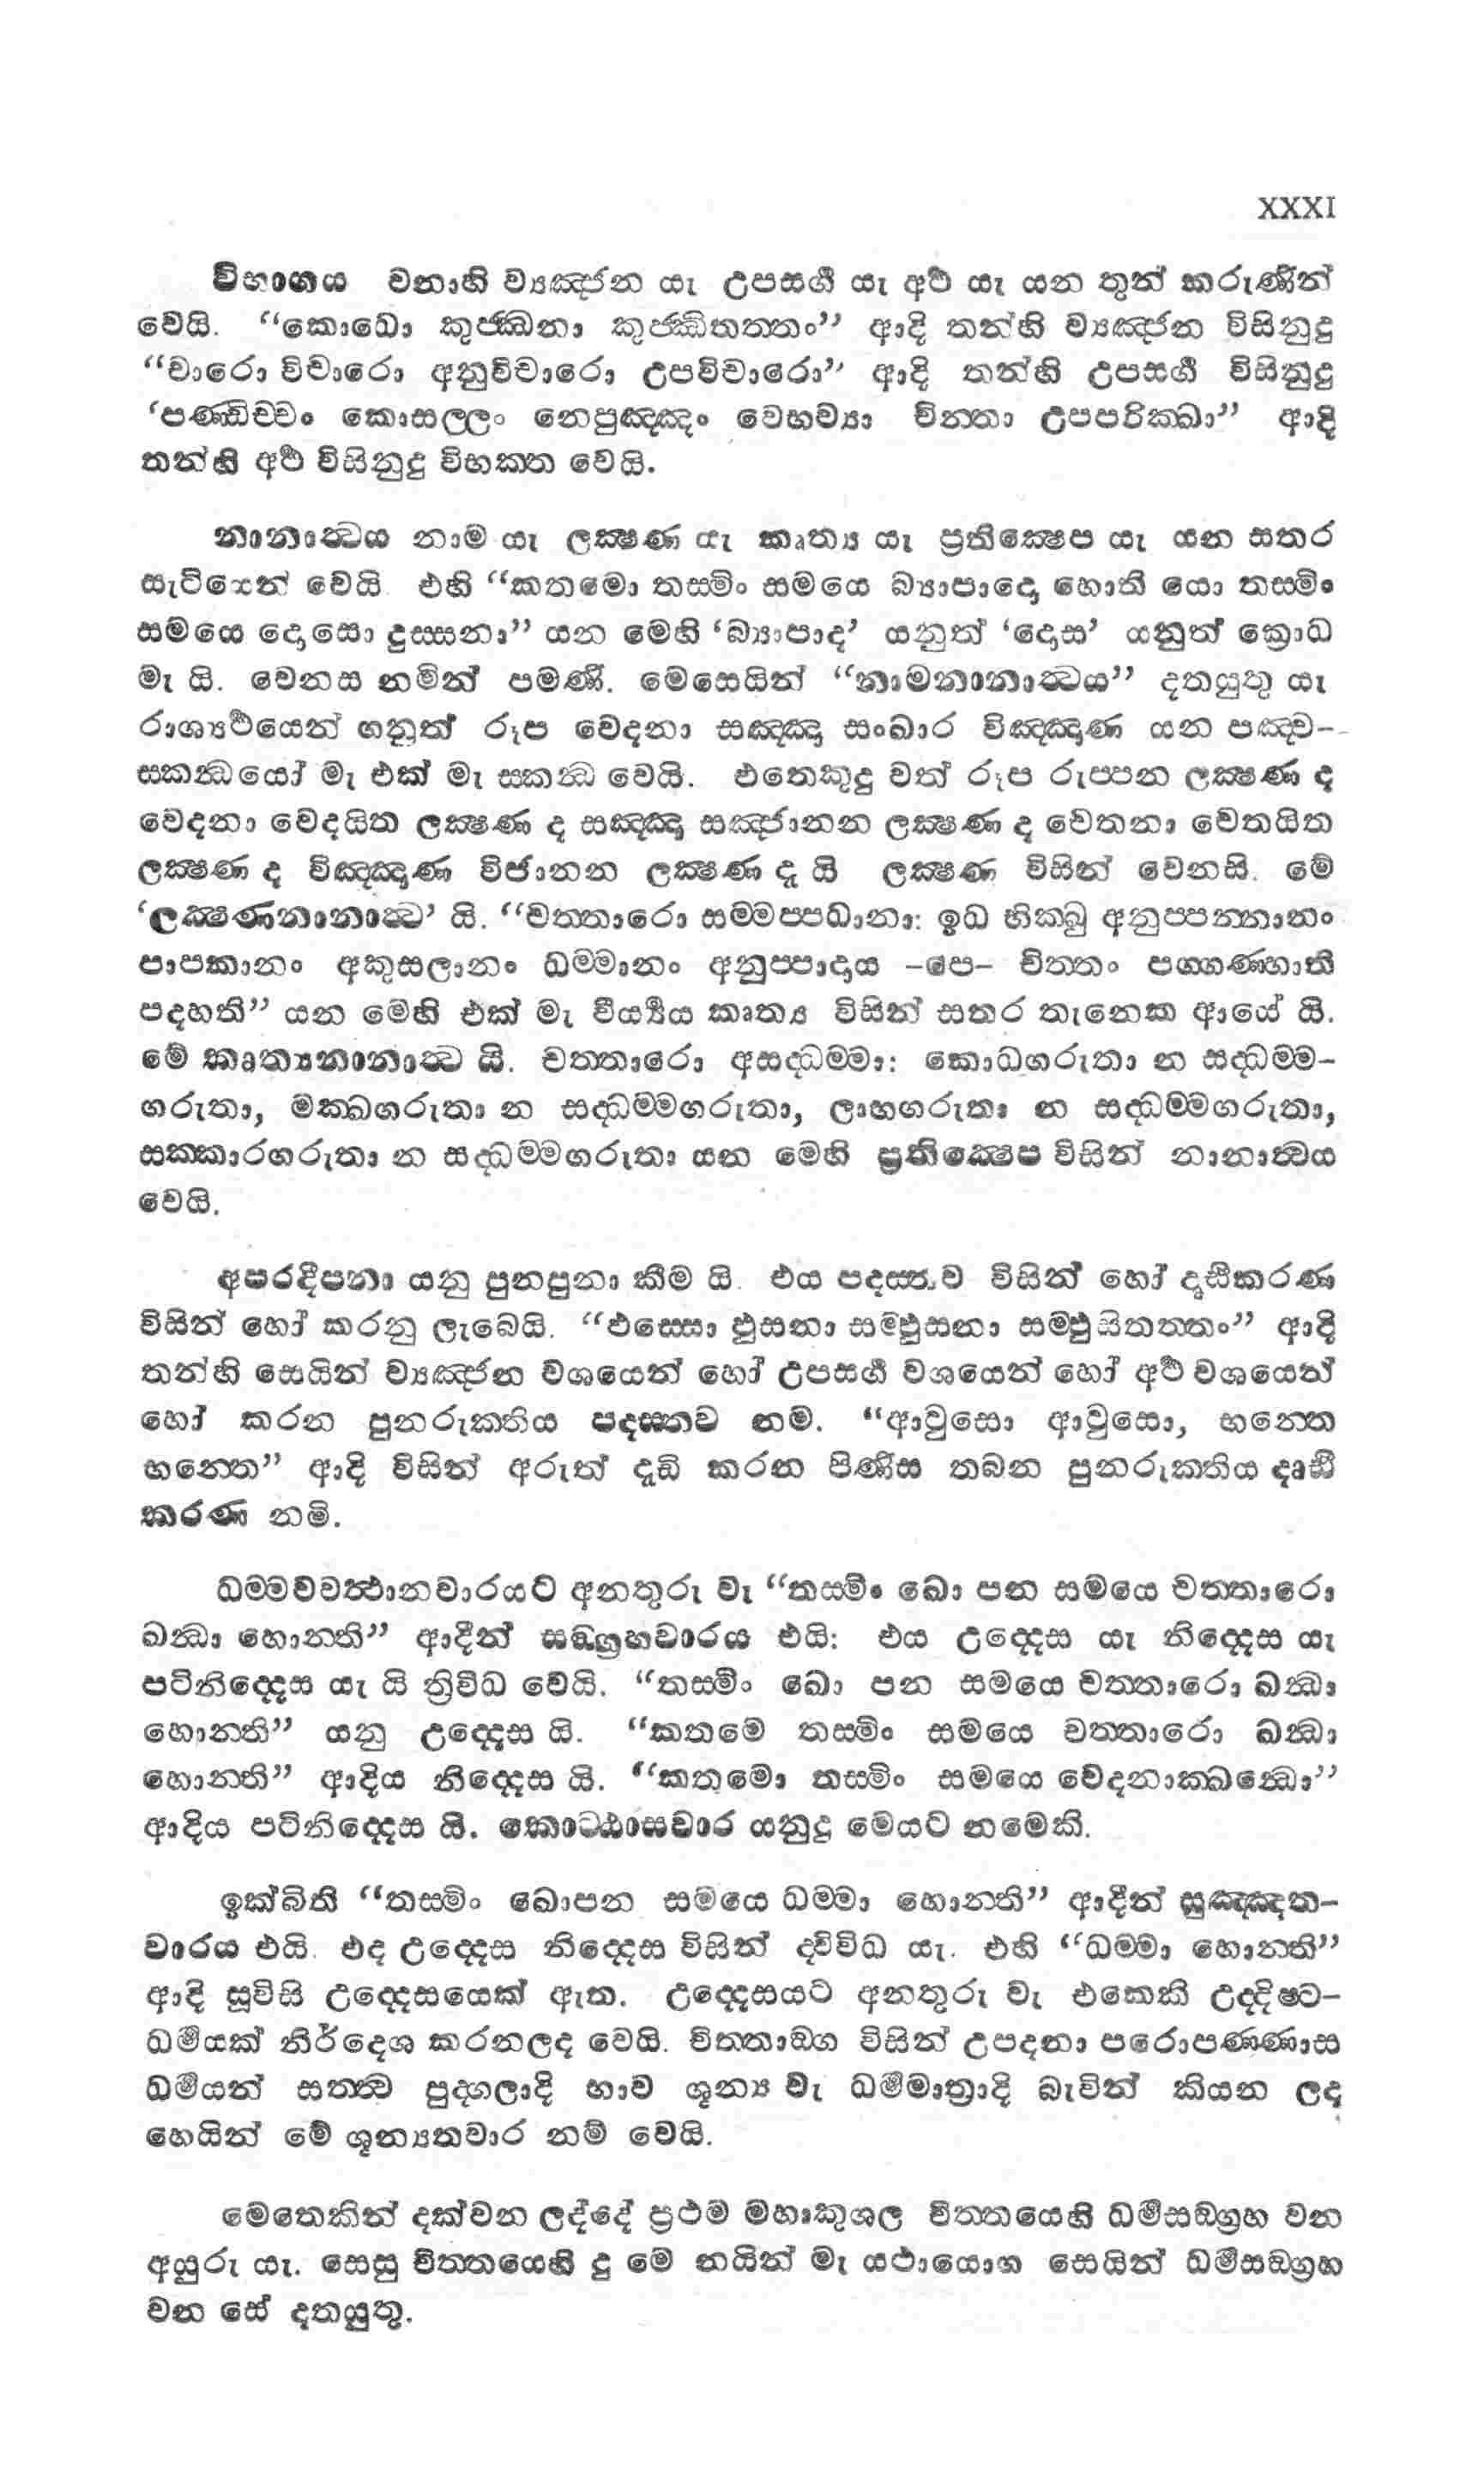 XXXI
විභාගය වනාහි ව්‍යඤ්ජන යැ උපසර්ග යැ අර්ථ යැ යන තුන් කරුණින්
වෙයි. “කොධො කුජ්ඣනා කුජ්ඣිතත්තං” ආදි තන්හි ව්‍යඤ්ජන විසිනුදු
“චාරො විචාරො අනුවිචාරො උපවිචාරො” ආදි තන්හි උපසර්ග විසිනුදු
‘පණ්ඩිච්චං කොසල්ලං නෙපුඤ්ඤං වෙභව්‍යා චින්තා උපපරික්ඛා” ආදි
තන්හි අර්ථ විසිනුදු විභක්ත වෙයි.
නානාත්‍වය නාම යැ ලක්‍ෂණ යැ කෘත්‍ය යැ ප්‍රතික්‍ෂෙප යැ යන සතර
සැටියෙන් වෙයි. එහි “කතමො තස්මිං සමයෙ බ්‍යාපාදො හොති යො තස්මිං
සමයෙ දොසො දුස්සනා” යන මෙහි ‘බ්‍යාපාද’ යනුත් ‘දොස’ යනුත් ක්‍රොධ
මැ යි. වෙනස නමින් පමණි. මෙසෙයින් “නාමනානාත්‍වය” දතයුතු යැ
රාශ්‍යර්ථයෙන් ගනුත් රූප වෙදනා සඤ්ඤා සංඛාර විඤ්ඤාණ යන පඤ්ච-
ස්කන්‍ධයෝ මැ එක් මැ ස්කන්‍ධ වෙයි. එතෙකුදු වත් රූප රුප්පන ලක්‍ෂණ ද
වෙදනා වෙදයිත ලක්‍ෂණ ද සඤ්ඤා සඤ්ජානන ලක්‍ෂණ ද චෙතනා චෙතයිත
ලක්‍ෂණ ද විඤ්ඤාණ විජානන ලක්‍ෂණ දැ යි ලක්‍ෂණ විසින් වෙනසි. මේ
‘ලක්‍ෂණනානාත්‍ව’ යි. “චත්තාරො සම්මප්පධානා: ඉධ භික්ඛු අනුප්පන්නානං
පාපකානං අකුසලානං ධම්මානං අනුප්පාදාය -පෙ- චිත්තං පග්ගණ්හාති
පදහති” යන මෙහි එක් මැ වීර්‍ය්‍යය කෘත්‍ය විසින් සතර තැනෙක ආයේ යි.
මේ කෘත්‍යනානාත්‍ව යි. චත්තාරො අසද්ධම්මා: කොධගරුතා න සද්ධම්ම-
ගරුතා, මක්ඛගරුතා න සද්ධම්මගරුතා, ලාභගරුතා න සද්ධම්මගරුතා,
සක්කාරගරුතා න සද්ධම්මගරුතා යන මෙහි ප්‍රතික්‍ෂෙප විසින් නානාත්‍වය
වෙයි.
අපරදීපනා යනු පුනපුනා කීම යි. එය පදස්තව විසින් හෝ දෘඪීකරණ
විසින් හෝ කරනු ලැබෙයි. “ඵස්සො ඵුසනා සම්ඵුසනා සම්ඵුසිතත්තං” ආදි
තන්හි සෙයින් ව්‍යඤ්ජන වශයෙන් හෝ උපසර්ග වශයෙන් හෝ අර්ථ වශයෙන්
හෝ කරන පුනරුක්තිය පදස්තව නම. “ආවුසො ආවුසො, භන්තෙ
භන්තෙ” ආදි විසින් අරුත් දැඩි කරන පිණිස තබන පුනරුක්තිය දෘඪී
කරණ නමි.
ධම්මවවත්‍ථානවාරයට අනතුරු වැ “තස්මිං ඛො පන සමයෙ චත්තාරො
ඛන්‍ධා හොන්ති” ආදීන් සඞ්ග්‍රහවාරය එයි: එය උද්දෙස යැ නිද්දෙස යැ
පටිනිද්දෙස යැ යි ත්‍රිවිධ වෙයි. “තස්මිං ඛො පන සමයෙ චත්තාරො ඛන්‍ධා
හොන්ති” යනු උද්දෙස යි. “කතමෙ තස්මිං සමයෙ චත්තාරො ඛන්‍ධා
හොන්ති” ආදිය නිද්දෙස යි. “කතමො තස්මිං සමයෙ වෙදනාක්ඛන්‍ධො”
ආදිය පටිනිද්දෙස යි. කොට්ඨාසවාර යනුදු මෙයට නමෙකි.
ඉක්බිති “තස්මිං ඛොපන සමයෙ ධම්මා හොන්ති” ආදීන් සුඤ්ඤත-
වාරය එයි. එද උද්දෙස නිද්දෙස විසින් ද්විවිධ යැ. එහි “ධම්මා හොන්ති”
ආදි සූවිසි උද්දෙසයෙක් ඇත. උද්දෙසයට අනතුරු වැ එකෙකි උද්දිෂ්ට-
ධර්මයක් නිර්දෙශ කරනලද වෙයි. චිත්තාඞ්ග විසින් උපදනා පරොපණ්ණාස
ධර්මයන් සත්ත්‍ව පුද්ගලාදි භාව ශූන්‍ය වැ ධර්මමාත්‍රාදි බැවින් කියන ලද
හෙයින් මේ ශූන්‍යතවාර නම් වෙයි.
මෙතෙකින් දක්වන ලද්දේ ප්‍රථම මහාකුශල චිත්තයෙහි ධර්මසඞ්ග්‍රහ වන
අයුරු යැ. සෙසු චිත්තයෙහි දු මෙ නයින් මැ යථායොග සෙයින් ධර්මසඞ්ග්‍රහ
වන සේ දතයුතු.